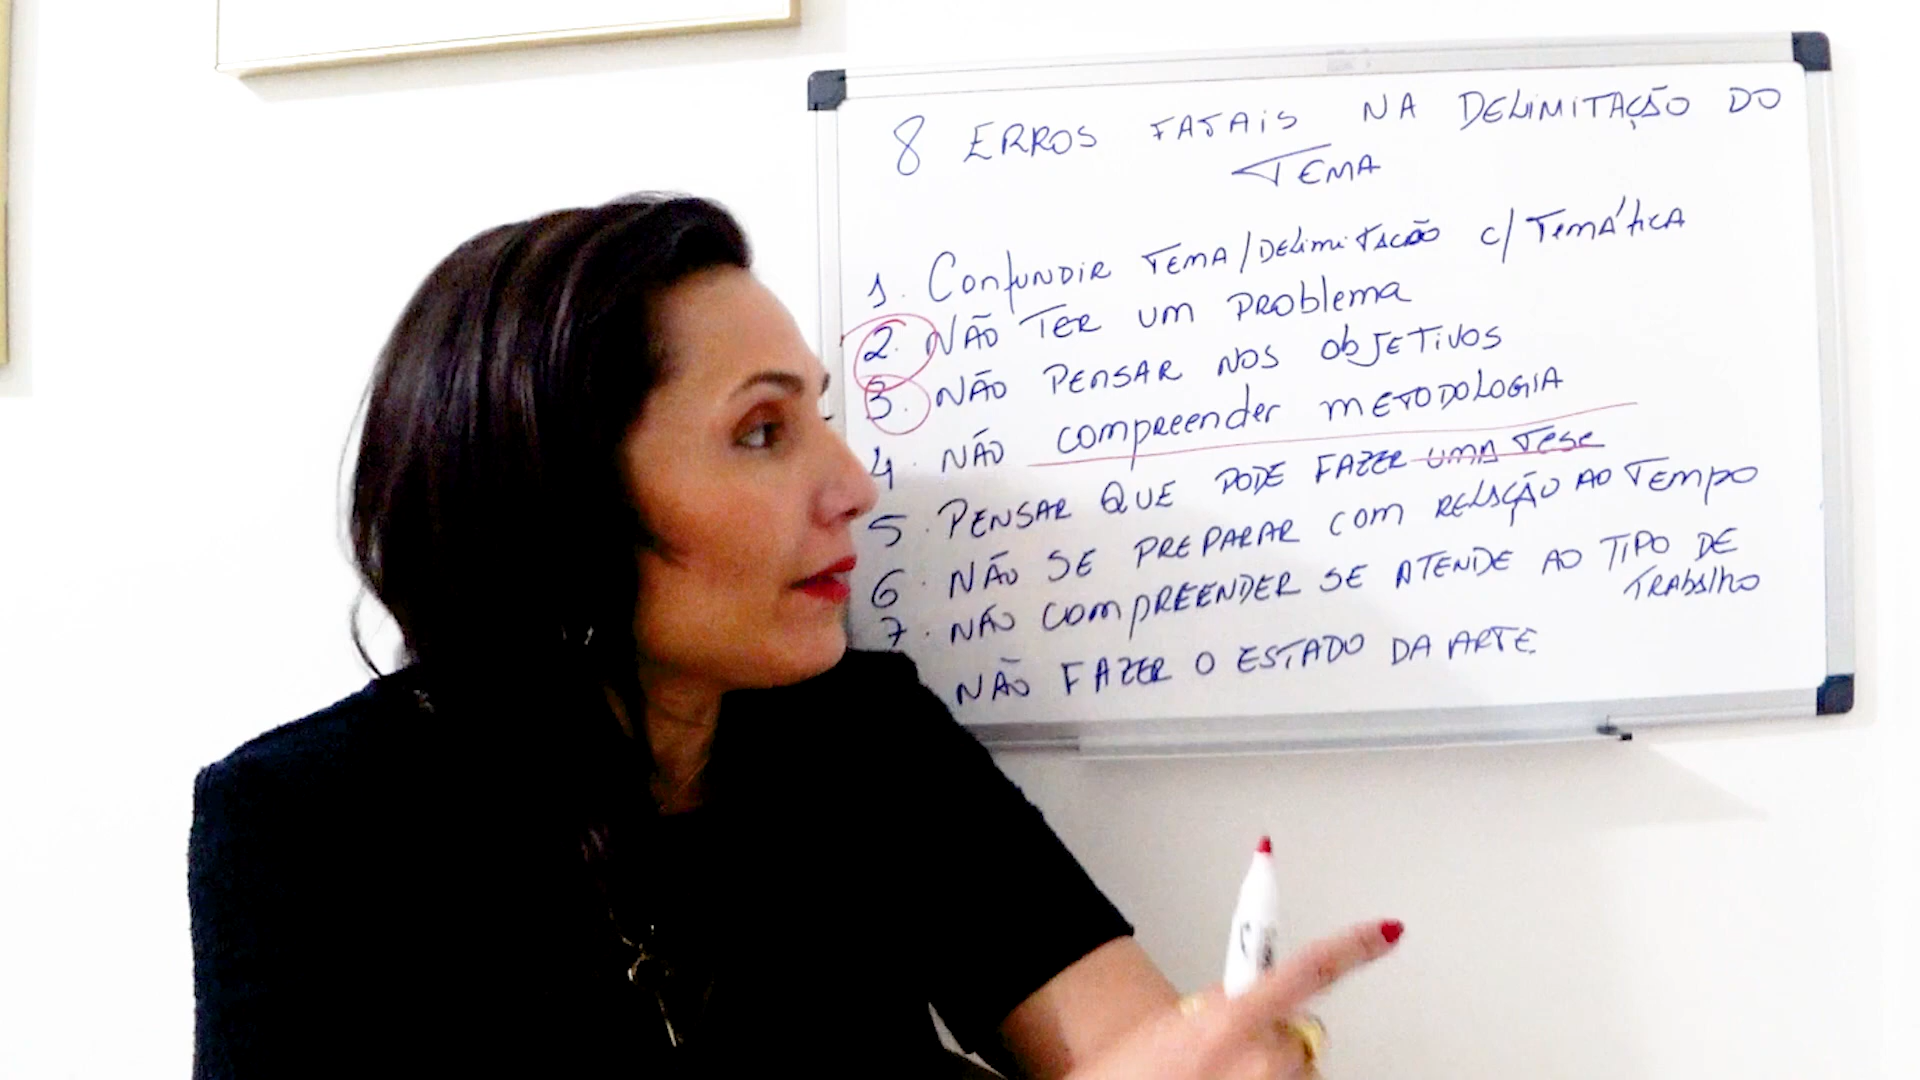 8 ERROS FATAIS NA DELIMITAÇÃO DO
TEMA
1. CONFUNDIR TEMA/DELIMITACÃO c/ TEMÁTICA
2. NÃO TER UM PROBLEMA
3. NÃO PENSAR NOS OBJETIVOS
4. NÃO compreender METODOLOGIA
5. PENSAR QUE PODE FAZER UMA TESE
6. NÃO SE PREPARAR COM RELAÇÃO AO TEMPO
7. NÃO COMPREENDER SE ATENDE AO TIPO DE
TRABALHO
NÃO FAZER O ESTADO DA ARTE